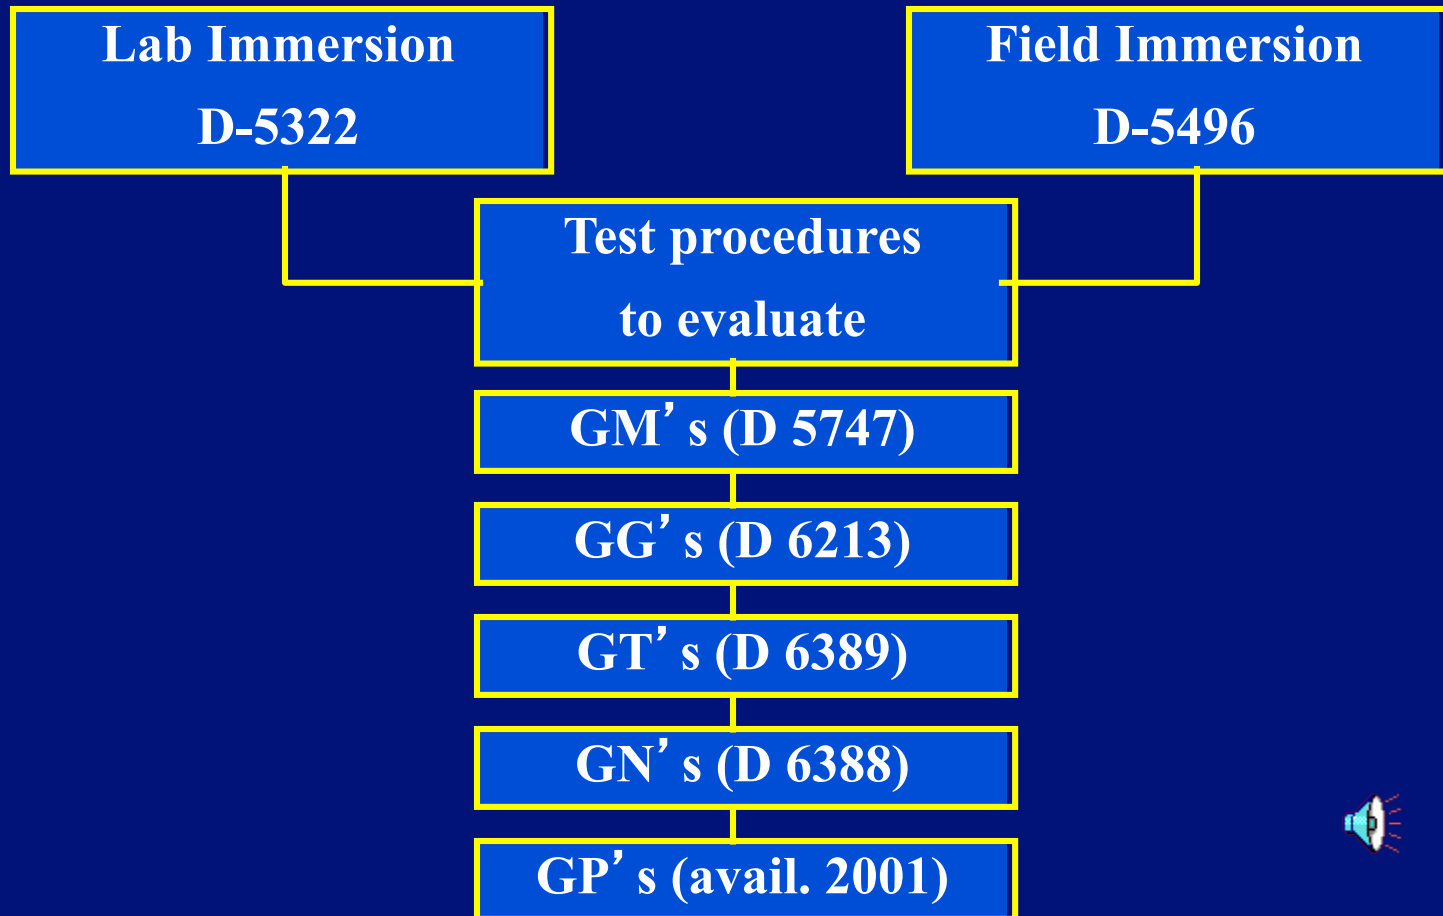 Lab Immersion
D-5322
Field Immersion
D-5496
Test procedures
to evaluate
GM’ s (D 5747)
GG’ s (D 6213)
GT’ s (D 6389)
GN’ s (D 6388)
GP’ s (avail. 2001)